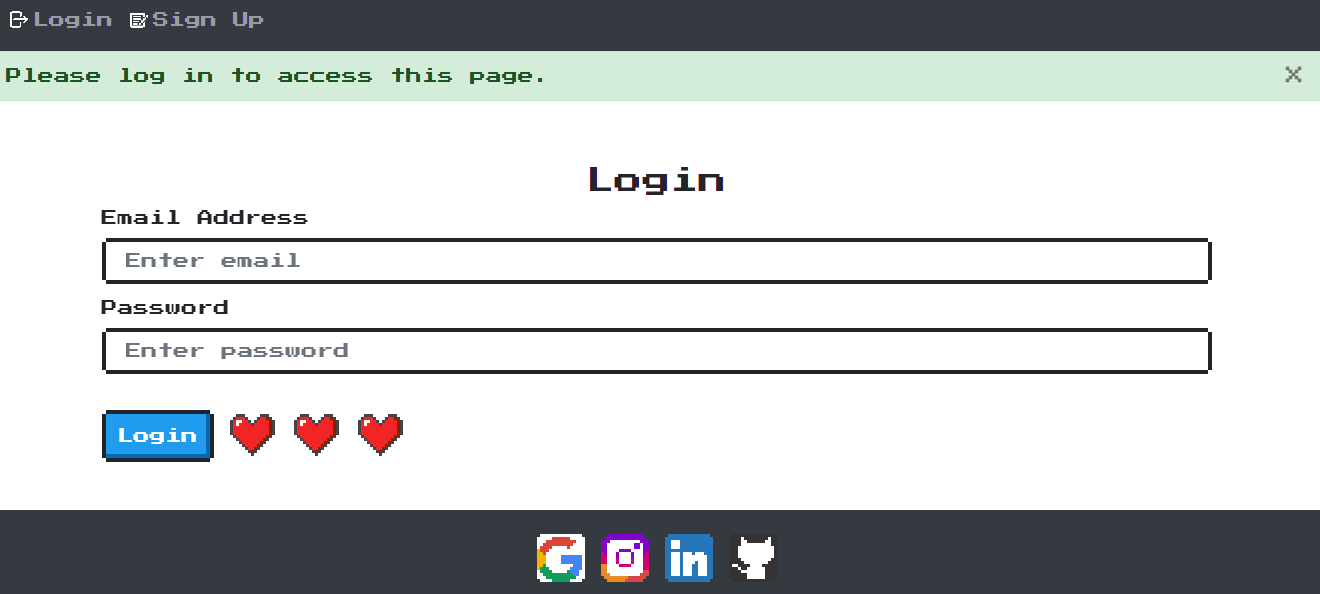 Login Sign Up
Please log in to access this page.
Login
Email Address
Enter email
Password
Enter password
Login
G in